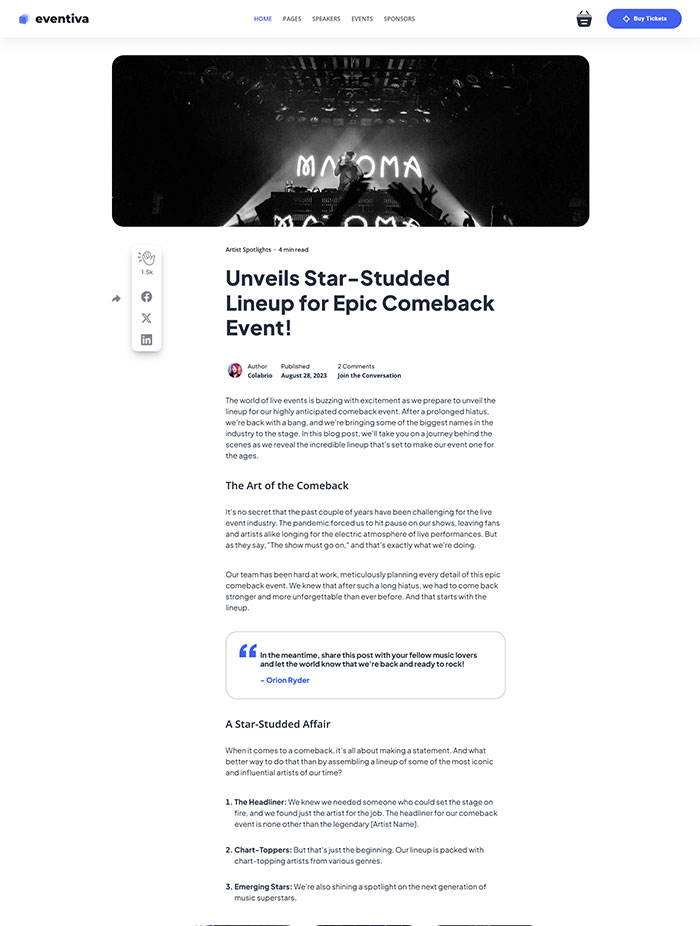 eventiva
HOME PAGES SPEAKERS EVENTS SPONSORS
Buy Tickets
MATOMA
MATOMA
Artist Spotlights - 4 min read
1.5k
Unveils Star-Studded
Lineup for Epic Comeback
Event!
Author Published 2 Comments
Colabrio August 28, 2023 Join the Conversation
The world of live events is buzzing with excitement as we prepare to unveil the
lineup for our highly anticipated comeback event. After a prolonged hiatus,
we're back with a bang, and we're bringing some of the biggest names in the
industry to the stage. In this blog post, we'll take you on a journey behind the
scenes as we reveal the incredible lineup that's set to make our event one for
the ages.
The Art of the Comeback
It's no secret that the past couple of years have been challenging for the live
event industry. The pandemic forced us to hit pause on our shows, leaving fans
and artists alike longing for the electric atmosphere of live performances. But
as they say, "The show must go on," and that's exactly what we're doing.
Our team has been hard at work, meticulously planning every detail of this epic
comeback event. We knew that after such a long hiatus, we had to come back
stronger and more unforgettable than ever before. And that starts with the
lineup.
In the meantime, share this post with your fellow music lovers
and let the world know that we're back and ready to rock!
– Orion Ryder
A Star-Studded Affair
When it comes to a comeback, it's all about making a statement. And what
better way to do that than by assembling a lineup of some of the most iconic
and influential artists of our time?
1. The Headliner: We knew we needed someone who could set the stage on
fire, and we found just the artist for the job. The headliner for our comeback
event is none other than the legendary [Artist Name].
2. Chart-Toppers: But that's just the beginning. Our lineup is packed with
chart-topping artists from various genres.
3. Emerging Stars: We're also shining a spotlight on the next generation of
music superstars.